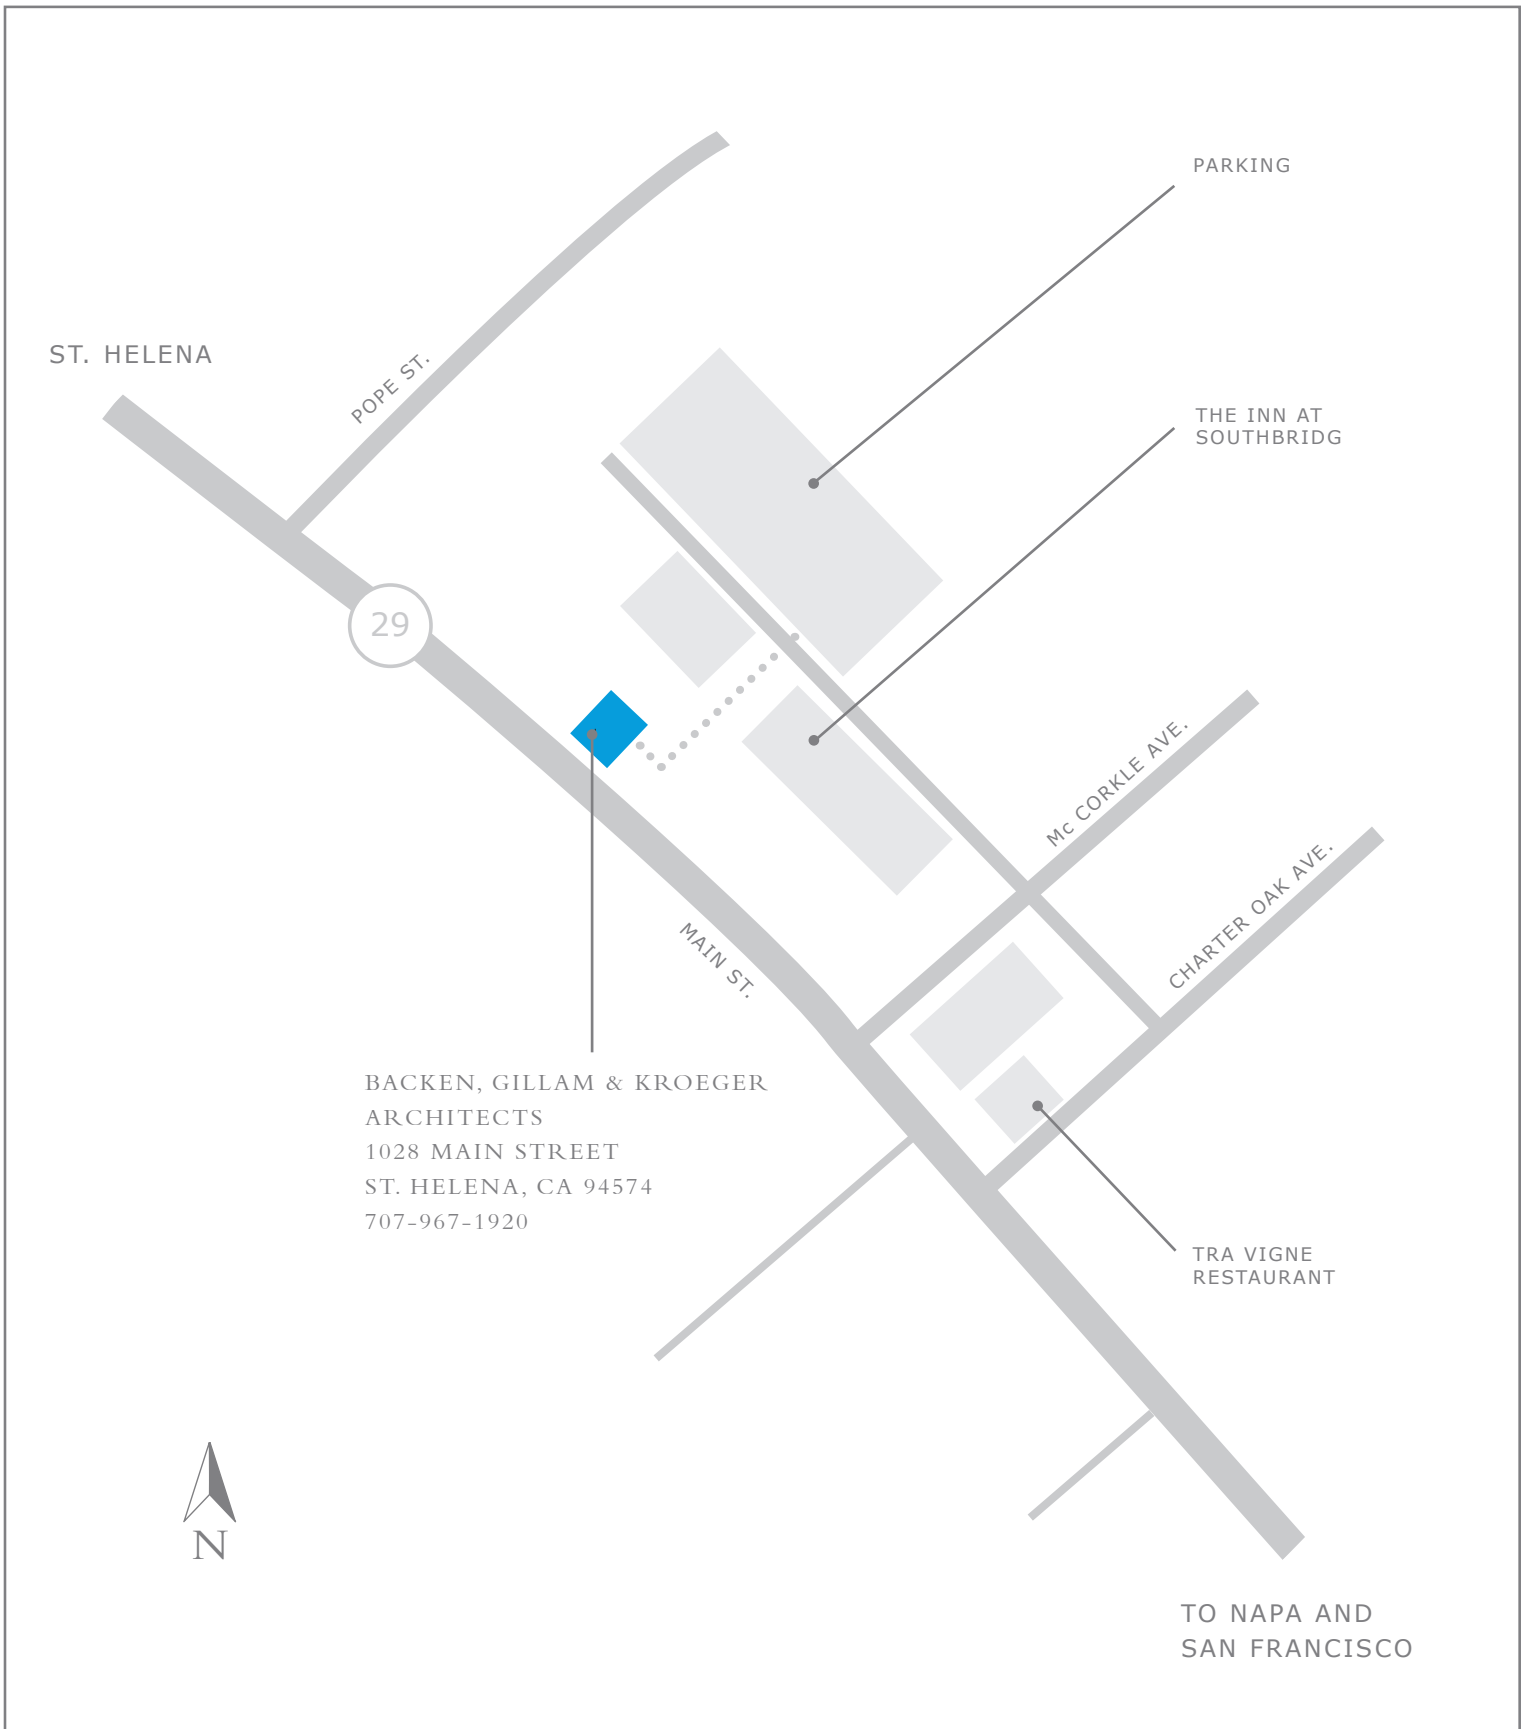 PARKING
ST. HELENA
POPE ST.
THE INN AT
SOUTHBRIDG
29
Mc CORKLE AVE.
CHARTER OAK AVE.
MAIN ST.
BACKEN, GILLAM & KROEGER
ARCHITECTS
1028 MAIN STREET
ST. HELENA, CA 94574
707-967-1920
TRA VIGNE
RESTAURANT
N
TO NAPA AND
SAN FRANCISCO